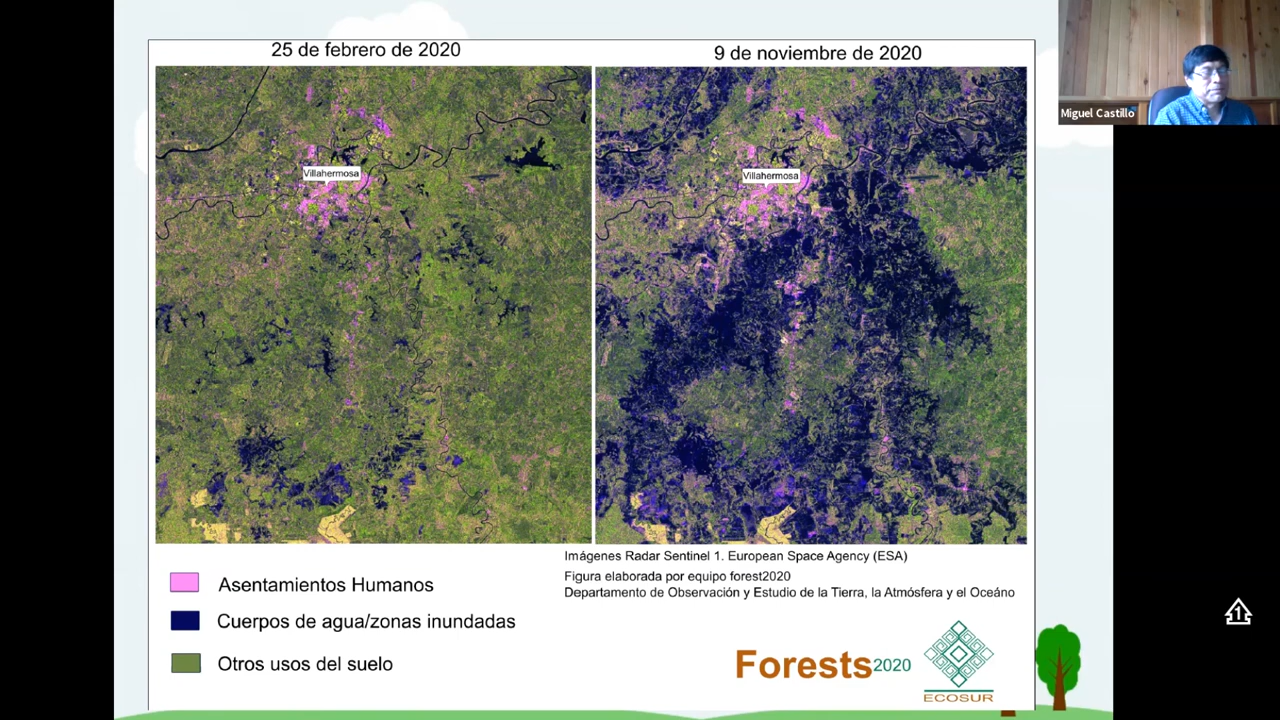 25 de febrero de 2020
9 de noviembre de 2020
Miguel Castillo
Villahermosa
Villahermosa
Imágenes Radar Sentinel 1. European Space Agency (ESA)
Figura elaborada por equipo forest2020
Departamento de Observación y Estudio de la Tierra, la Atmósfera y el Oceáno
Asentamientos Humanos
Cuerpos de agua/zonas inundadas
Otros usos del suelo
Forests2020
ECOSUR
1